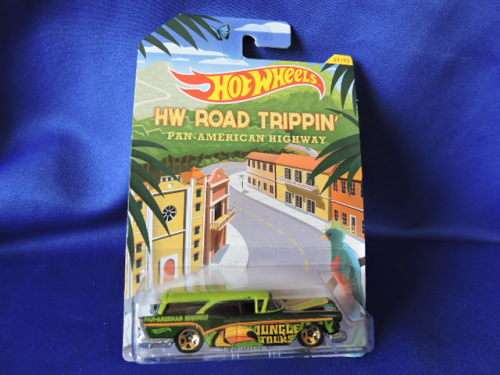 HOT WHEELS
HW ROAD TRIPPIN'
PAN-AMERICAN HIGHWAY
PAN-AMERICAN HIGHWAY
JUNGLE
TOURS